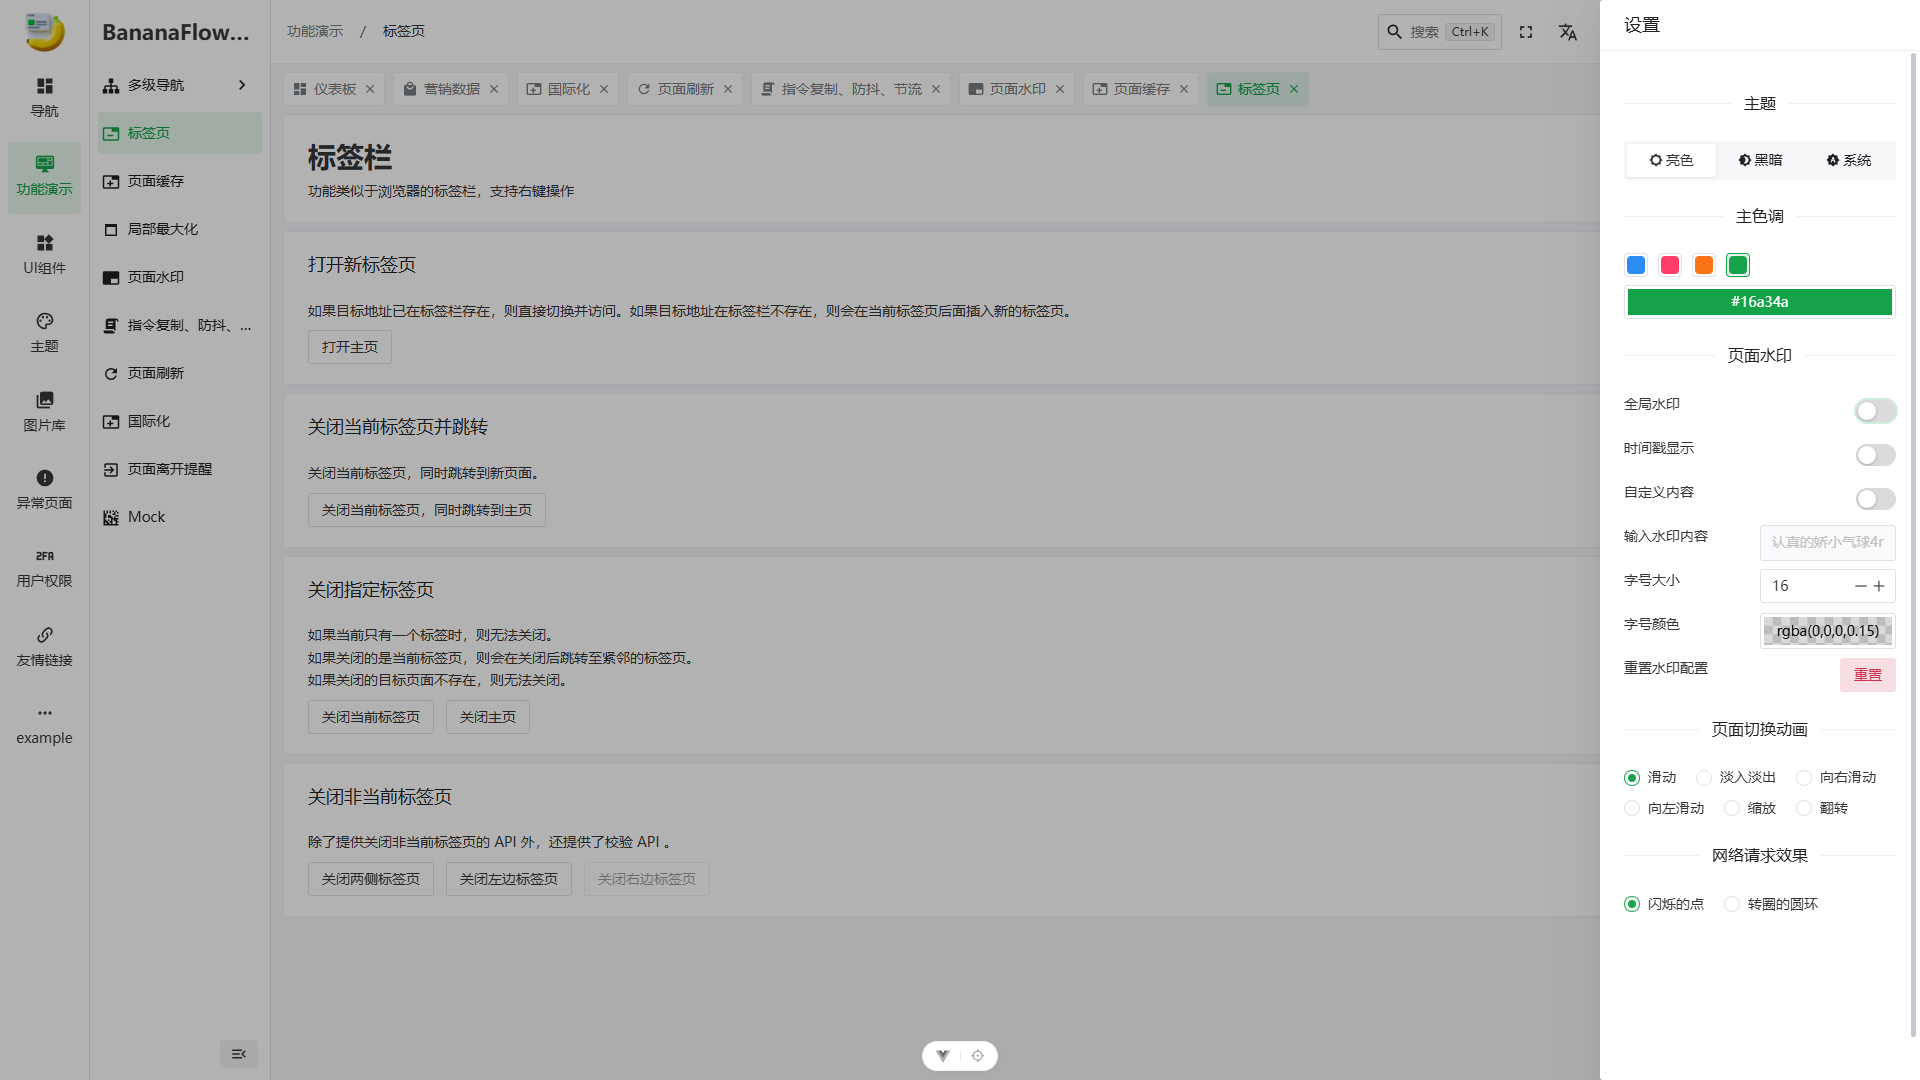 导航
功能演示
UI组件
主题
图片库
异常页面
2FA
用户权限
友情链接
example
BananaFlow...
多级导航
标签页
页面缓存
局部最大化
页面水印
指令复制、防抖、...
页面刷新
国际化
页面离开提醒
Mock
功能演示 / 标签页
搜索 Ctrl+K
仪表板 营销数据 国际化 页面刷新 指令复制、防抖、节流 页面水印 页面缓存 标签页
标签栏
功能类似于浏览器的标签栏，支持右键操作
打开新标签页
如果目标地址已在标签栏存在，则直接切换并访问。如果目标地址在标签栏不存在，则会在当前标签页后面插入新的标签页。
打开主页
关闭当前标签页并跳转
关闭当前标签页，同时跳转到新页面。
关闭当前标签页，同时跳转到主页
关闭指定标签页
如果当前只有一个标签时，则无法关闭。
如果关闭的是当前标签页，则会在关闭后跳转至紧邻的标签页。
如果关闭的目标页面不存在，则无法关闭。
关闭当前标签页 关闭主页
关闭非当前标签页
除了提供关闭非当前标签页的 API 外，还提供了校验 API 。
关闭两侧标签页 关闭左边标签页 关闭右边标签页
设置
主题
亮色 黑暗 系统
主色调
#16a34a
页面水印
全局水印
时间戳显示
自定义内容
输入水印内容 认真的娇小气球4r
字号大小 16
字号颜色 rgba(0,0,0,0.15)
重置水印配置 重置
页面切换动画
滑动 淡入淡出 向右滑动
向左滑动 缩放 翻转
网络请求效果
闪烁的点 转圈的圆环